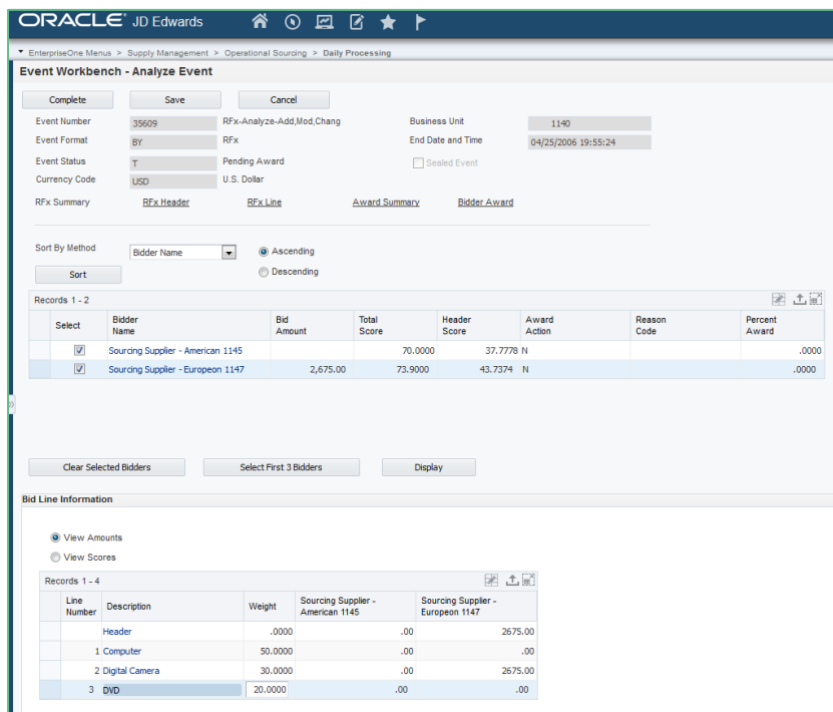 ORACLE JD Edwards
EnterpriseOne Menus > Supply Management > Operational Sourcing > Daily Processing
Event Workbench - Analyze Event
Complete Save Cancel
Event Number 35609 RFx-Analyze-Add,Mod,Chang Business Unit 1140
Event Format BY RFx End Date and Time 04/25/2006 19:55:24
Event Status T Pending Award Sealed Event
Currency Code USD U.S. Dollar
RFx Summary RFx Header RFx Line Award Summary Bidder Award
Sort By Method Bidder Name Ascending
Sort Descending
Records 1 - 2
Select Bidder Name Bid Amount Total Score Header Score Award Action Reason Code Percent Award
Sourcing Supplier - American 1145 70.0000 37.7778 N .0000
Sourcing Supplier - Europeon 1147 2,675.00 73.9000 43.7374 N .0000
Clear Selected Bidders Select First 3 Bidders Display
Bid Line Information
View Amounts
View Scores
Records 1 - 4
Line Number Description Weight Sourcing Supplier - American 1145 Sourcing Supplier - Europeon 1147
Header .0000 .00 2675.00
1 Computer 50.0000 .00 .00
2 Digital Camera 30.0000 .00 2675.00
3 DVD 20.0000 .00 .00